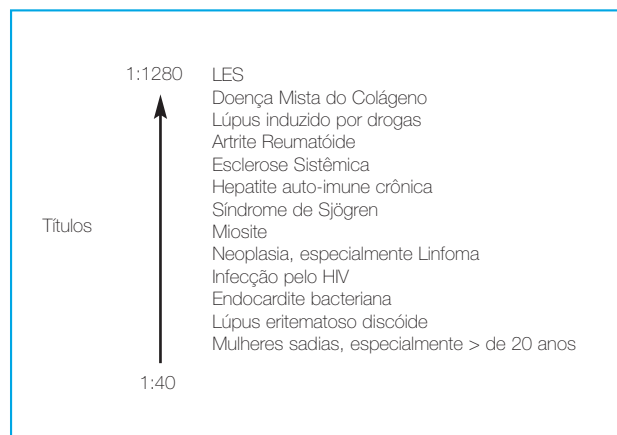 1:1280 LES
Doença Mista do Colágeno
Lúpus induzido por drogas
Artrite Reumatóide
Esclerose Sistêmica
Hepatite auto-imune crônica
Síndrome de Sjögren
Títulos
Miosite
Neoplasia, especialmente Linfoma
Infecção pelo HIV
Endocardite bacteriana
Lúpus eritematoso discóide
Mulheres sadias, especialmente > de 20 anos
1:40